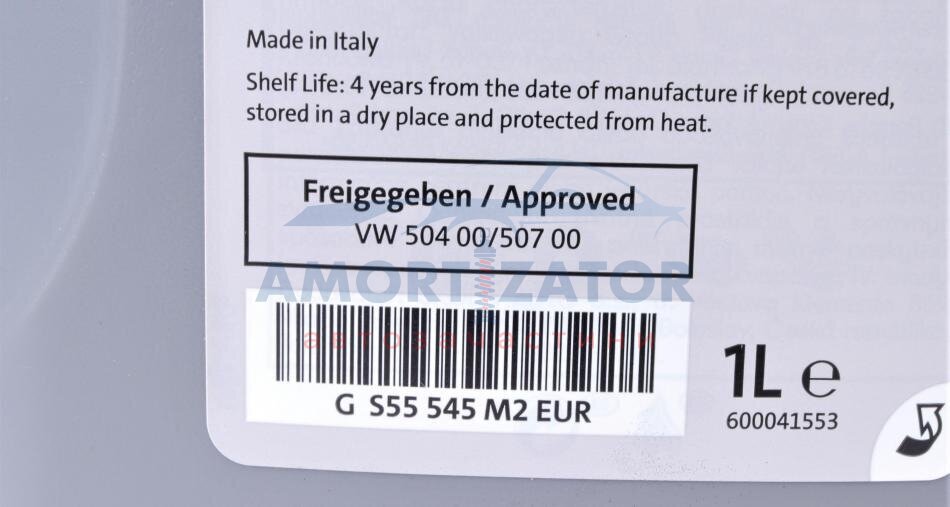 Made in Italy
Shelf Life: 4 years from the date of manufacture if kept covered,
stored in a dry place and protected from heat.
Freigegeben / Approved
VW 504 00/507 00
AMORTIZATOR
автозапчастини
G S55 545 M2 EUR
1L ℮
600041553